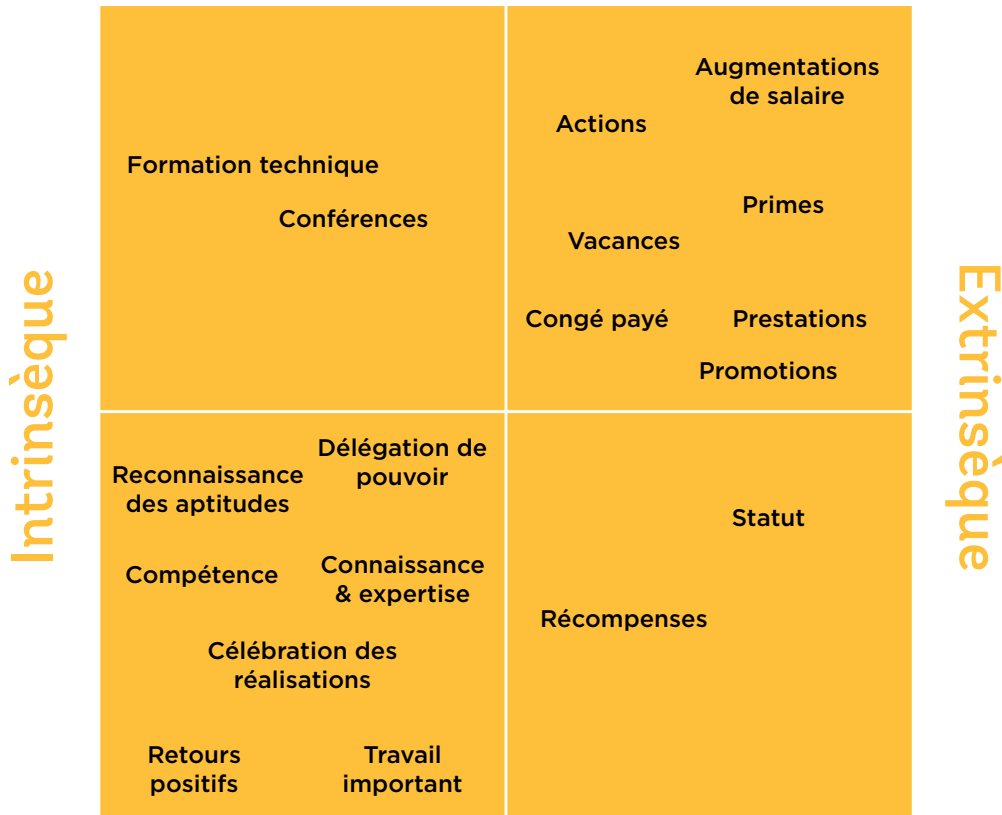 Intrinsèque
Formation technique
Conférences
Augmentations
de salaire
Actions
Primes
Vacances
Congé payé
Prestations
Promotions
Extrinsèque
Délégation de
pouvoir
Reconnaissance
des aptitudes
Compétence
Connaissance
& expertise
Célébration des
réalisations
Retours
positifs
Travail
important
Statut
Récompenses